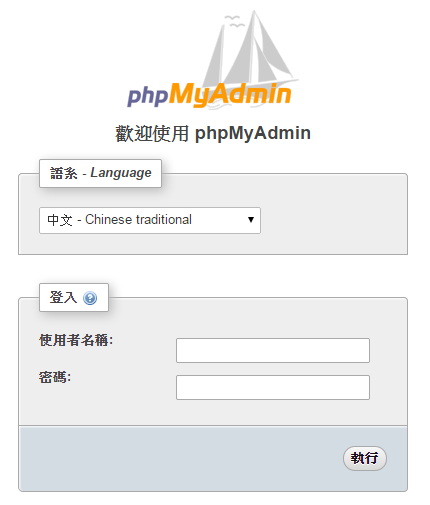 phpMyAdmin
歡迎使用 phpMyAdmin
語系 - Language
中文 - Chinese traditional
登入
使用者名稱:
密碼:
執行